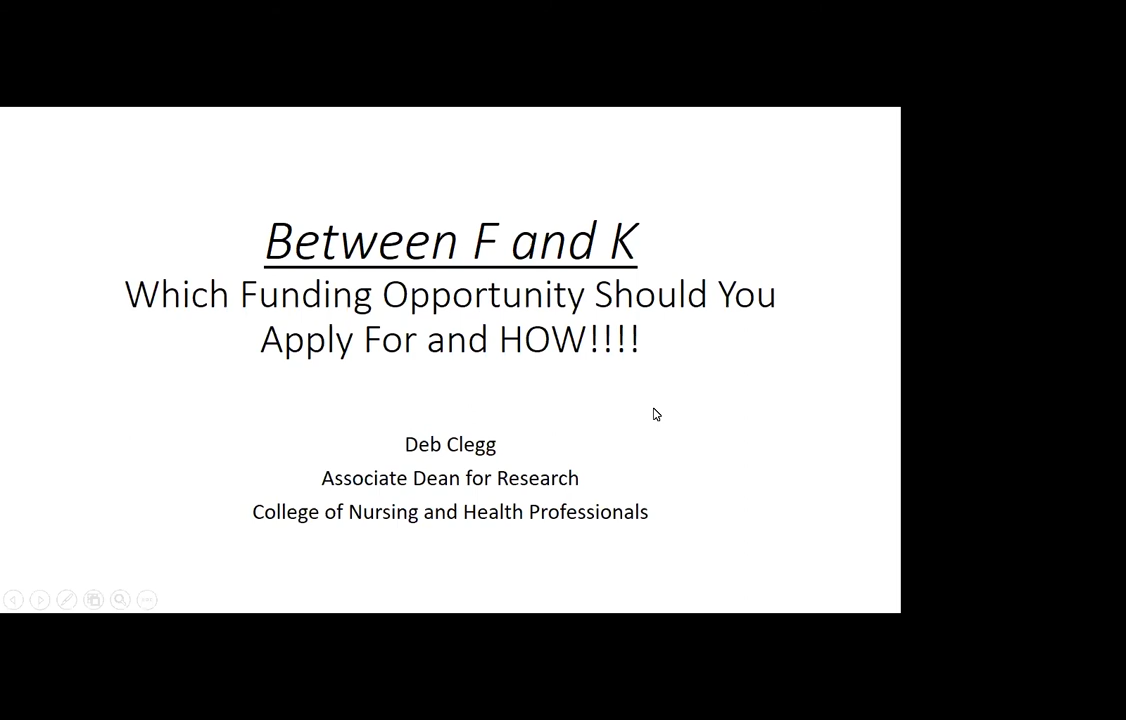 Between F and K
Which Funding Opportunity Should You
Apply For and HOW!!!!
Deb Clegg
Associate Dean for Research
College of Nursing and Health Professionals